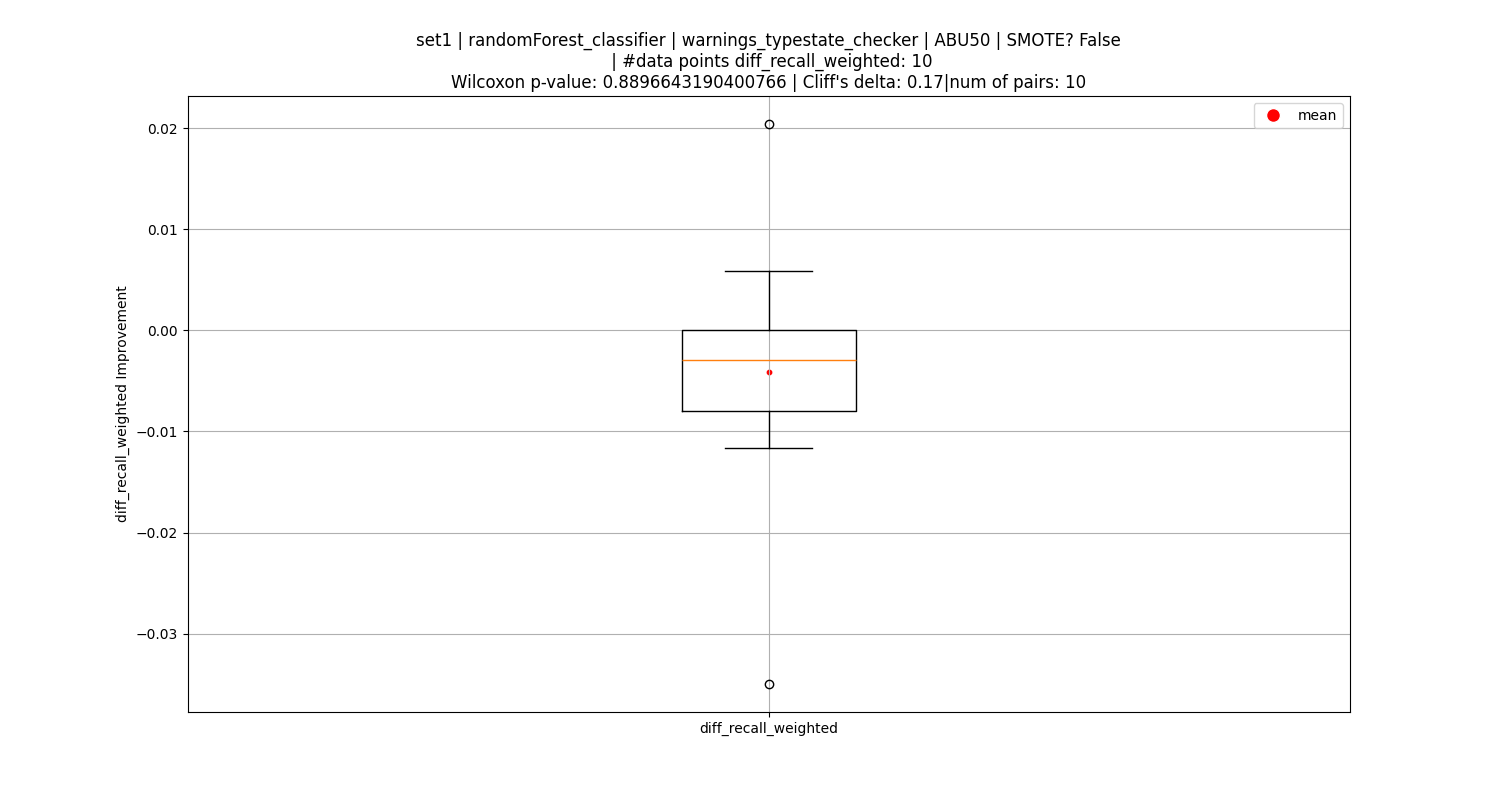 set1 | randomForest_classifier | warnings_typestate_checker | ABU50 | SMOTE? False
| #data points diff_recall_weighted: 10
Wilcoxon p-value: 0.8896643190400766 | Cliff's delta: 0.17|num of pairs: 10
mean
0.02
0.01
0.00
−0.01
−0.02
−0.03
diff_recall_weighted Improvement
diff_recall_weighted